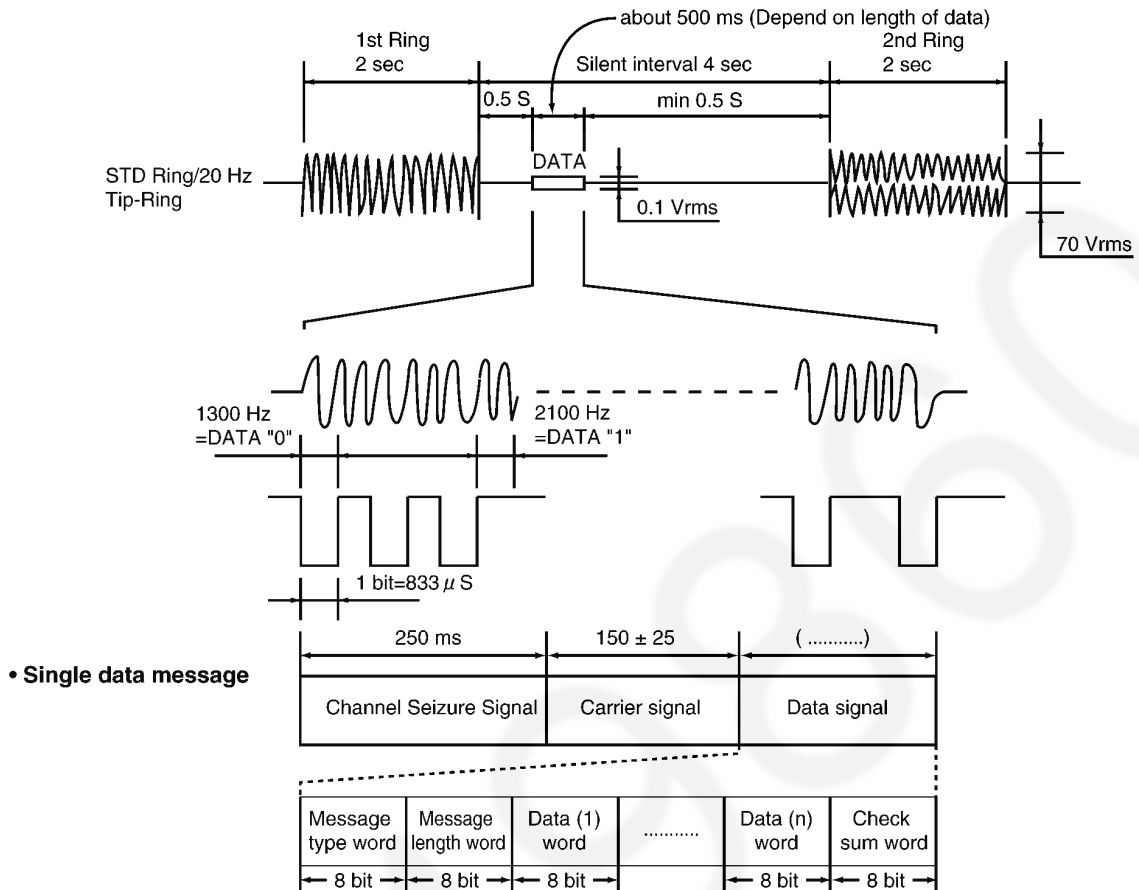 about 500 ms (Depend on length of data)
1st Ring
2 sec
Silent interval 4 sec
2nd Ring
2 sec
0.5 S
min 0.5 S
DATA
STD Ring/20 Hz
Tip-Ring
0.1 Vrms
70 Vrms
1300 Hz
=DATA "0"
2100 Hz
=DATA "1"
1 bit=833 μ S
250 ms
150 ± 25
( ...........)
• Single data message
Channel Seizure Signal
Carrier signal
Data signal
Message
type word
Message
length word
Data (1)
word
...........
Data (n)
word
Check
sum word
8 bit
8 bit
8 bit
8 bit
8 bit